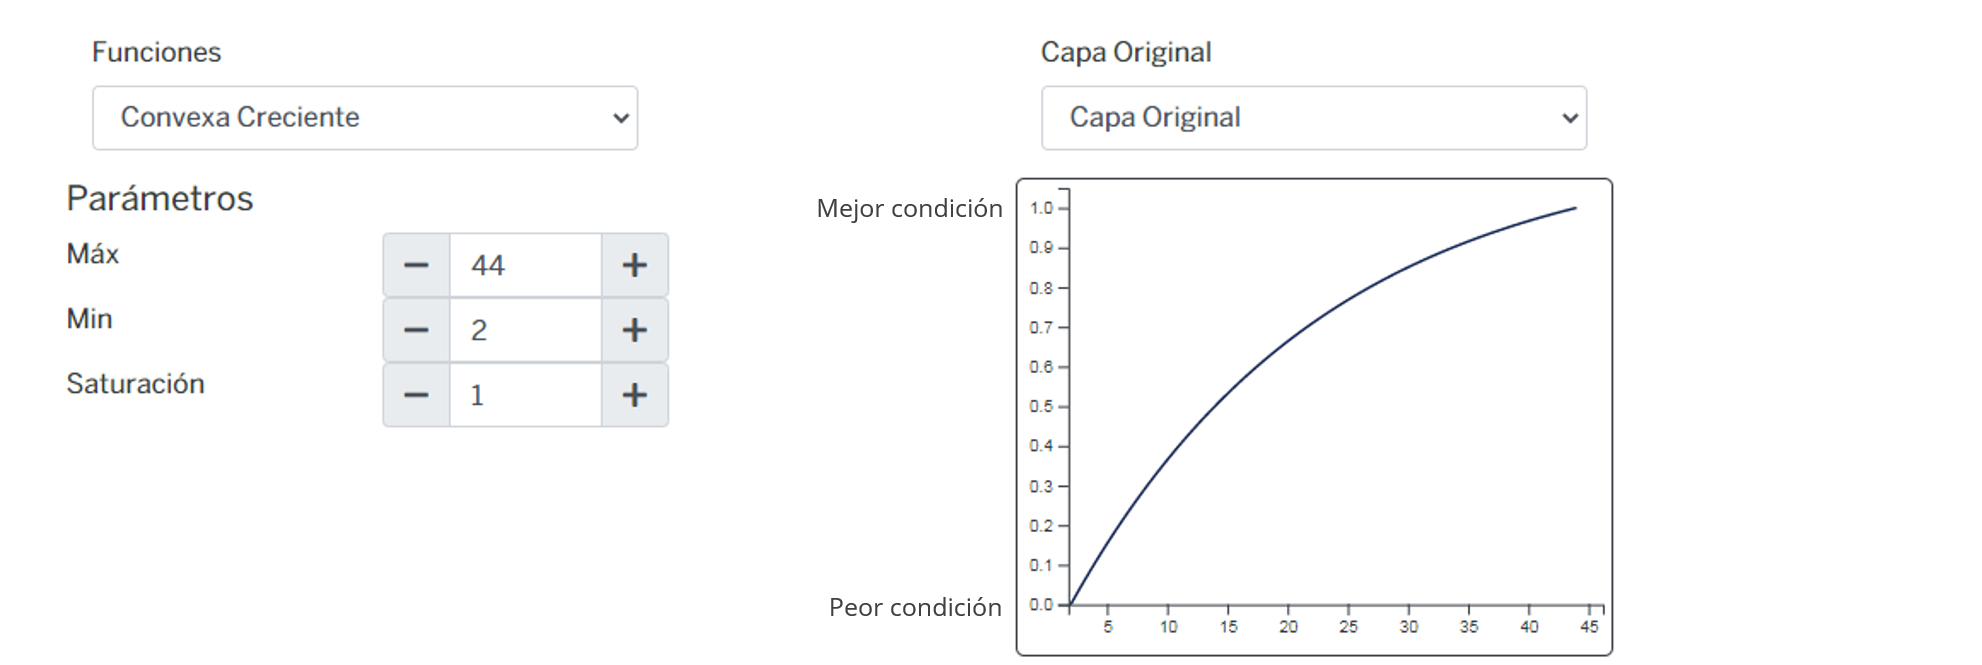 Funciones
Convexa Creciente
Parámetros
Máx
44
Min
2
Saturación
1
Capa Original
Capa Original
Mejor condición
Peor condición
1.0
0.9
0.8
0.7
0.6
0.5
0.4
0.3
0.2
0.1
0.0
5 10 15 20 25 30 35 40 45